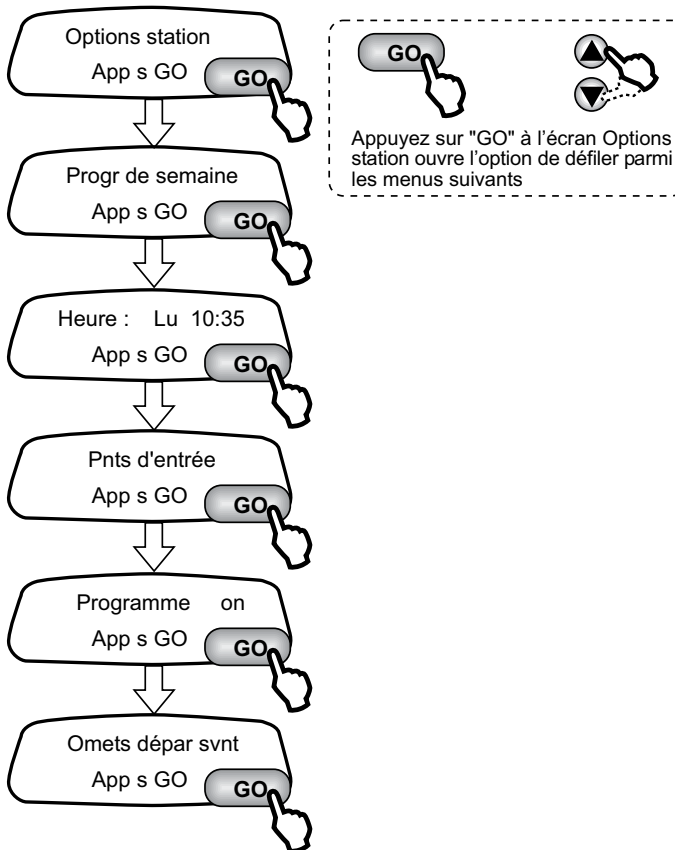 Options station
App s GO
GO
GO
Appuyez sur "GO" à l'écran Options
station ouvre l'option de défiler parmi
les menus suivants
Progr de semaine
App s GO
GO
Heure : Lu 10:35
App s GO
GO
Pnts d'entrée
App s GO
GO
Programme on
App s GO
GO
Omets dépar svnt
App s GO
GO